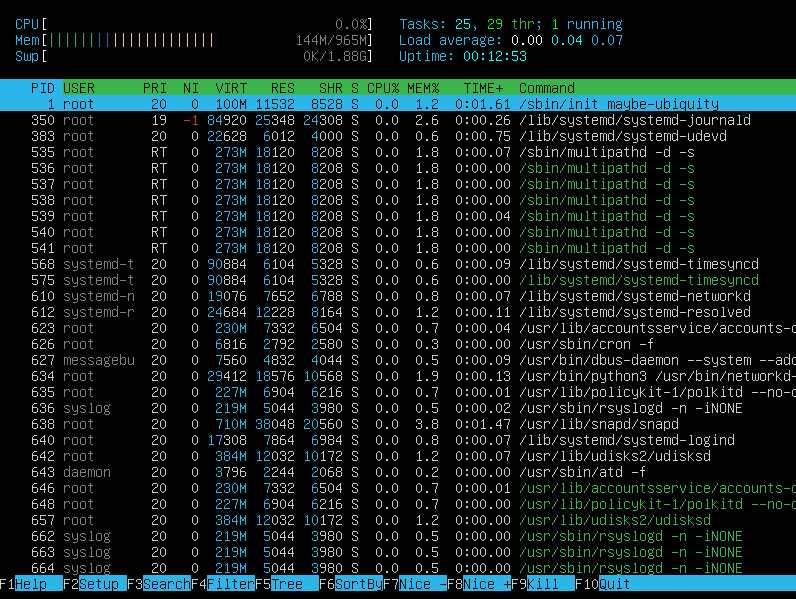 CPU[ 0.0%] Tasks: 25, 29 thr; 1 running
Mem[||||||||||||||||||||| 144M/965M] Load average: 0.00 0.04 0.07
Swp[ 0K/1.88G] Uptime: 00:12:53
PID USER PRI NI VIRT RES SHR S CPU% MEM% TIME+ Command
1 root 20 0 100M 11532 8528 S 0.0 1.2 0:01.61 /sbin/init maybe-ubiquity
350 root 19 -1 84920 25348 24308 S 0.0 2.6 0:00.26 /lib/systemd/systemd-journald
383 root 20 0 22628 6012 4000 S 0.0 0.6 0:00.75 /lib/systemd/systemd-udevd
535 root RT 0 273M 18120 8208 S 0.0 1.8 0:00.07 /sbin/multipathd -d -s
536 root RT 0 273M 18120 8208 S 0.0 1.8 0:00.00 /sbin/multipathd -d -s
537 root RT 0 273M 18120 8208 S 0.0 1.8 0:00.00 /sbin/multipathd -d -s
538 root RT 0 273M 18120 8208 S 0.0 1.8 0:00.00 /sbin/multipathd -d -s
539 root RT 0 273M 18120 8208 S 0.0 1.8 0:00.04 /sbin/multipathd -d -s
540 root RT 0 273M 18120 8208 S 0.0 1.8 0:00.00 /sbin/multipathd -d -s
541 root RT 0 273M 18120 8208 S 0.0 1.8 0:00.00 /sbin/multipathd -d -s
568 systemd-t 20 0 90884 6104 5328 S 0.0 0.6 0:00.09 /lib/systemd/systemd-timesyncd
575 systemd-t 20 0 90884 6104 5328 S 0.0 0.6 0:00.00 /lib/systemd/systemd-timesyncd
610 systemd-n 20 0 19076 7652 6788 S 0.0 0.8 0:00.07 /lib/systemd/systemd-networkd
612 systemd-r 20 0 24684 12228 8164 S 0.0 1.2 0:00.11 /lib/systemd/systemd-resolved
623 root 20 0 230M 7332 6504 S 0.0 0.7 0:00.04 /usr/lib/accountsservice/accounts-d
626 root 20 0 6816 2792 2580 S 0.0 0.3 0:00.00 /usr/sbin/cron -f
627 messagebu 20 0 7560 4832 4044 S 0.0 0.5 0:00.09 /usr/bin/dbus-daemon --system --add
634 root 20 0 29412 18576 10568 S 0.0 1.9 0:00.13 /usr/bin/python3 /usr/bin/networkd-
635 root 20 0 227M 6904 6216 S 0.0 0.7 0:00.01 /usr/lib/policykit-1/polkitd --no-d
636 syslog 20 0 219M 5044 3980 S 0.0 0.5 0:00.02 /usr/sbin/rsyslogd -n -iNONE
638 root 20 0 710M 38048 20560 S 0.0 3.8 0:01.47 /usr/lib/snapd/snapd
640 root 20 0 17308 7864 6984 S 0.0 0.8 0:00.07 /lib/systemd/systemd-logind
642 root 20 0 384M 12032 10172 S 0.0 1.2 0:00.07 /usr/lib/udisks2/udisksd
643 daemon 20 0 3796 2244 2068 S 0.0 0.2 0:00.00 /usr/sbin/atd -f
646 root 20 0 230M 7332 6504 S 0.0 0.7 0:00.01 /usr/lib/accountsservice/accounts-d
648 root 20 0 227M 6904 6216 S 0.0 0.7 0:00.00 /usr/lib/policykit-1/polkitd --no-d
657 root 20 0 384M 12032 10172 S 0.0 1.2 0:00.00 /usr/lib/udisks2/udisksd
662 syslog 20 0 219M 5044 3980 S 0.0 0.5 0:00.00 /usr/sbin/rsyslogd -n -iNONE
663 syslog 20 0 219M 5044 3980 S 0.0 0.5 0:00.00 /usr/sbin/rsyslogd -n -iNONE
664 syslog 20 0 219M 5044 3980 S 0.0 0.5 0:00.00 /usr/sbin/rsyslogd -n -iNONE
F1Help F2Setup F3SearchF4FilterF5Tree F6SortByF7Nice -F8Nice +F9Kill F10Quit